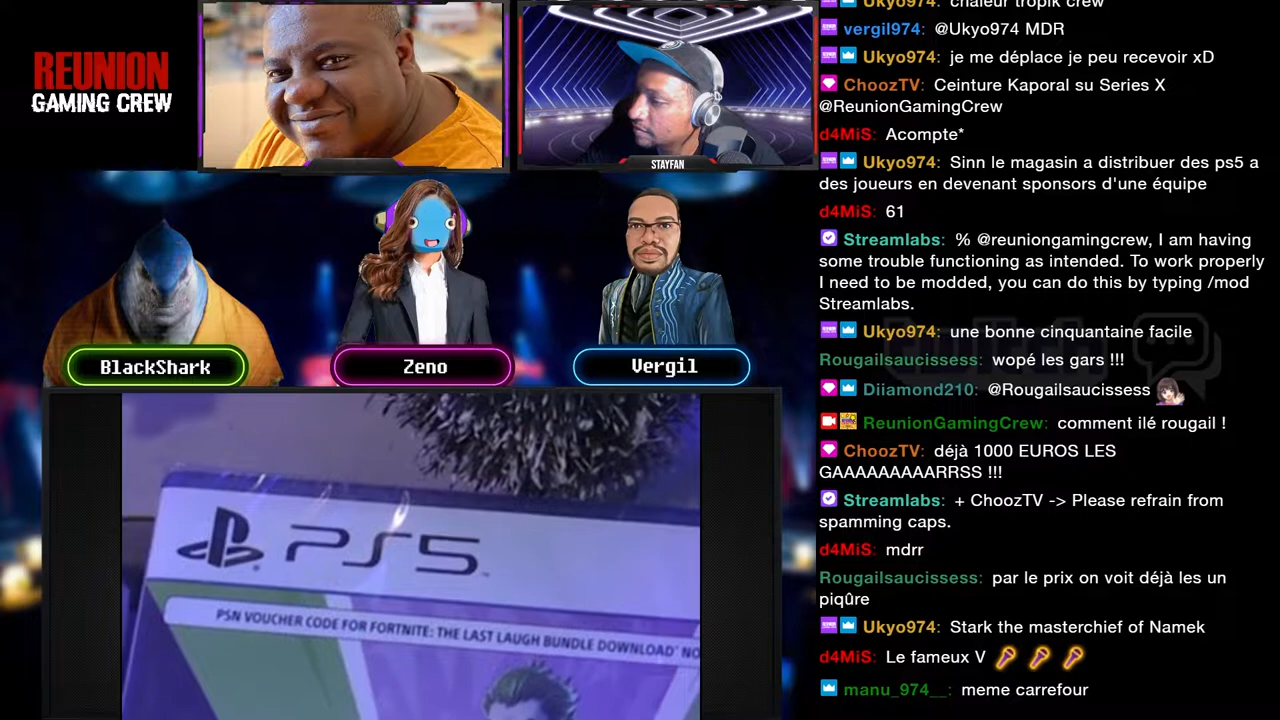 REUNION
GAMING CREW
STAYFAN
BlackShark
Zeno
Vergil
PS5
PSN VOUCHER CODE FOR FORTNITE: THE LAST LAUGH BUNDLE DOWNLOAD* NO
Ukyo974: chaleur tropik crew
vergil974: @Ukyo974 MDR
Ukyo974: je me déplace je peu recevoir xD
ChoozTV: Ceinture Kaporal su Series X
@ReunionGamingCrew
d4MiS: Acompte*
Ukyo974: Sinn le magasin a distribuer des ps5 a
des joueurs en devenant sponsors d'une équipe
d4MiS: 61
Streamlabs: % @reuniongamingcrew, I am having
some trouble functioning as intended. To work properly
I need to be modded, you can do this by typing /mod
Streamlabs.
Ukyo974: une bonne cinquantaine facile
Rougailsaucissess: wopé les gars !!!
Diiamond210: @Rougailsaucissess
ReunionGamingCrew: comment ilé rougail !
ChoozTV: déjà 1000 EUROS LES
GAAAAAAAAARRSS !!!
Streamlabs: + ChoozTV -> Please refrain from
spamming caps.
d4MiS: mdrr
Rougailsaucissess: par le prix on voit déjà les un
piqûre
Ukyo974: Stark the masterchief of Namek
d4MiS: Le fameux V
manu_974__: meme carrefour